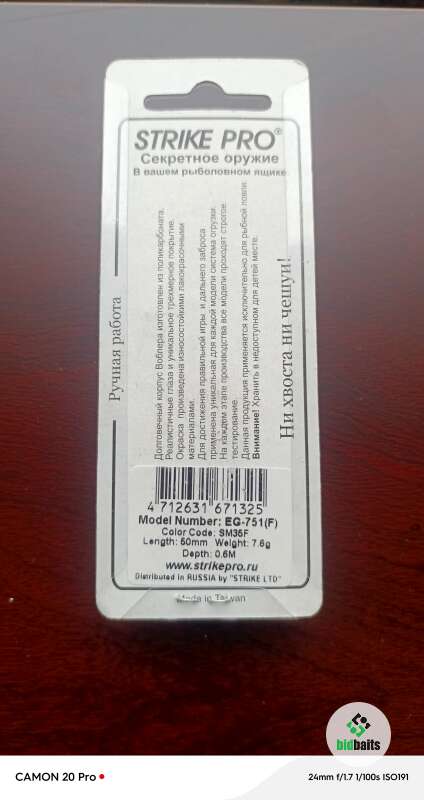 STRIKE PRO®
Секретное оружие
В вашем рыболовном ящике
Ручная работа
Долговечный корпус Воблера изготовлен из поликарбоната.
Реалистичные глаза и уникальное трехмерное покрытие.
Окраска произведена износостойкими лакокрасочными
материалами.
Для достижения правильной игры и дальнего заброса
применена уникальная для каждой модели система огрузки.
На каждом этапе производства все модели проходят строгое
тестирование.
Данная продукция применяется исключительно для рыбной ловли.
Внимание! Хранить в недоступном для детей месте.
Ни хвоста ни чешуи!
4 712631 671325
Model Number: EG-751(F)
Color Code: SM35F
Length: 50mm Weight: 7.6g
Depth: 0.6M
www.strikepro.ru
Distributed in RUSSIA by "STRIKE LTD"
Made in Taiwan
bidbaits
CAMON 20 Pro
24mm f/1.7 1/100s ISO191